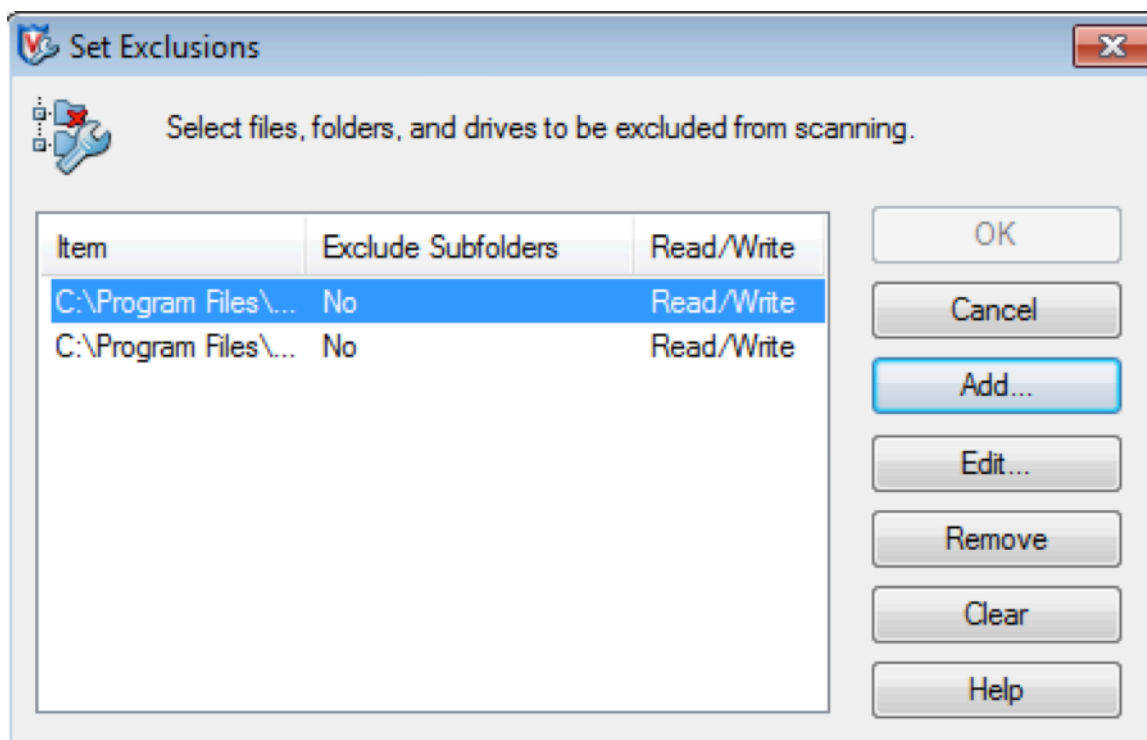 Set Exclusions
Select files, folders, and drives to be excluded from scanning.
Item Exclude Subfolders Read/Write
C:\Program Files\... No Read/Write
C:\Program Files\... No Read/Write
OK
Cancel
Add...
Edit...
Remove
Clear
Help